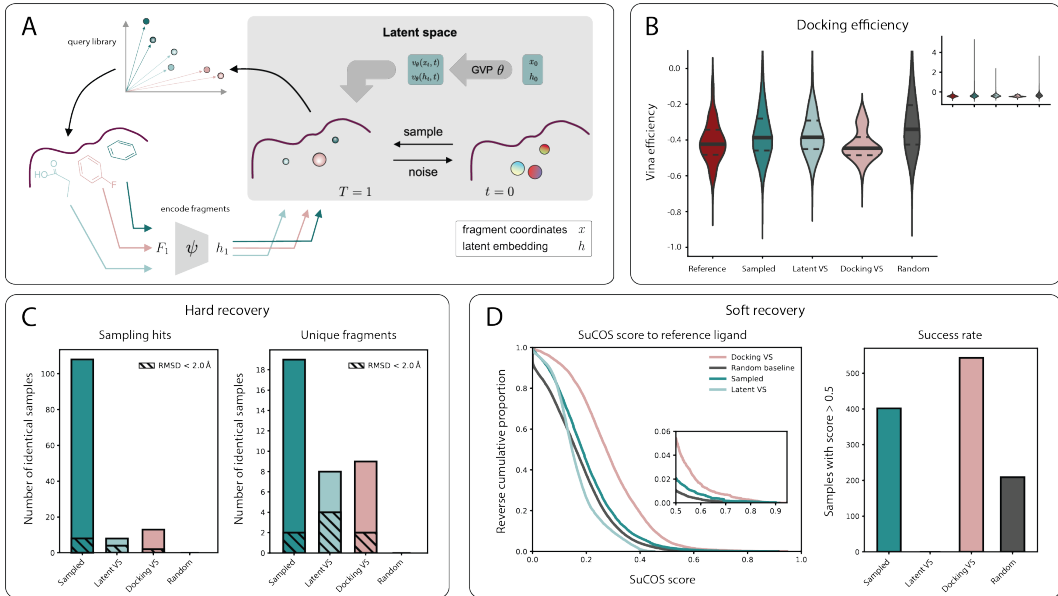 A
query library
O
HO
F
encode fragments
F₁
ψ
h₁
Latent space
vθ(xₜ, t)
vθ(hₜ, t)
GVP θ
x₀
h₀
sample
noise
T = 1
t = 0
fragment coordinates x
latent embedding h
B
Docking efficiency
Vina efficiency
-0.2
-0.4
-0.6
-0.8
-1.0
Reference
Sampled
Latent VS
Docking VS
Random
4
2
0
C
Hard recovery
Sampling hits
Number of identical samples
100
80
60
40
20
0
RMSD < 2.0 Å
Sampled
Latent VS
Docking VS
Random
Unique fragments
Number of identical samples
18
16
14
12
10
8
6
4
2
0
RMSD < 2.0 Å
Sampled
Latent VS
Docking VS
Random
D
Soft recovery
SuCOS score to reference ligand
Reverse cumulative proportion
1.0
0.8
0.6
0.4
0.2
0.0
Docking VS
Random baseline
Sampled
Latent VS
0.06
0.04
0.02
0.00
0.5 0.6 0.7 0.8 0.9
0.0 0.2 0.4 0.6 0.8 1.0
SuCOS score
Success rate
Samples with score > 0.5
500
400
300
200
100
0
Sampled
Latent VS
Docking VS
Random